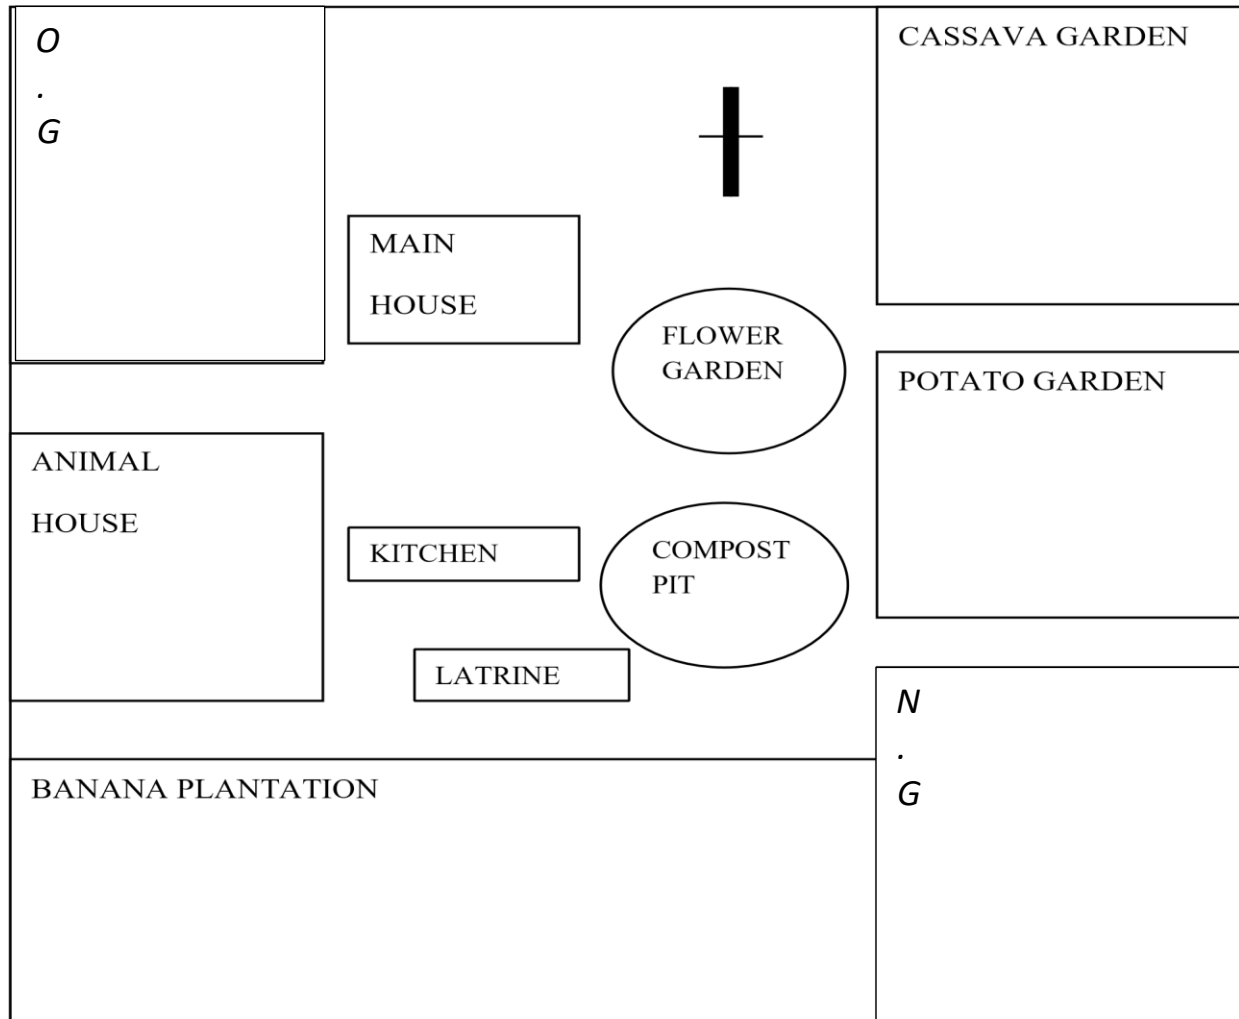 O
.
G
CASSAVA GARDEN
MAIN
HOUSE
FLOWER
GARDEN
POTATO GARDEN
ANIMAL
HOUSE
KITCHEN
COMPOST
PIT
LATRINE
N
.
G
BANANA PLANTATION